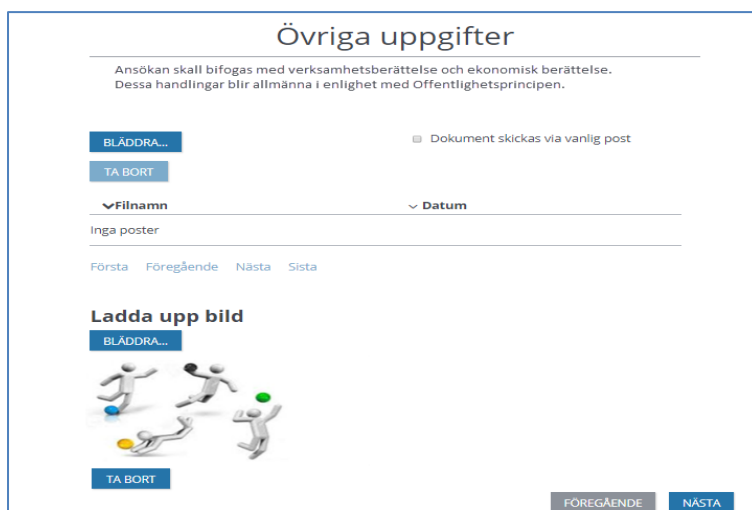 Övriga uppgifter
Ansökan skall bifogas med verksamhetsberättelse och ekonomisk berättelse.
Dessa handlingar blir allmänna i enlighet med Offentlighetsprincipen.
BLÄDDRA... Dokument skickas via vanlig post
TA BORT
Filnamn Datum
Inga poster
Första Föregående Nästa Sista
Ladda upp bild
BLÄDDRA...
TA BORT
FÖREGÅENDE NÄSTA